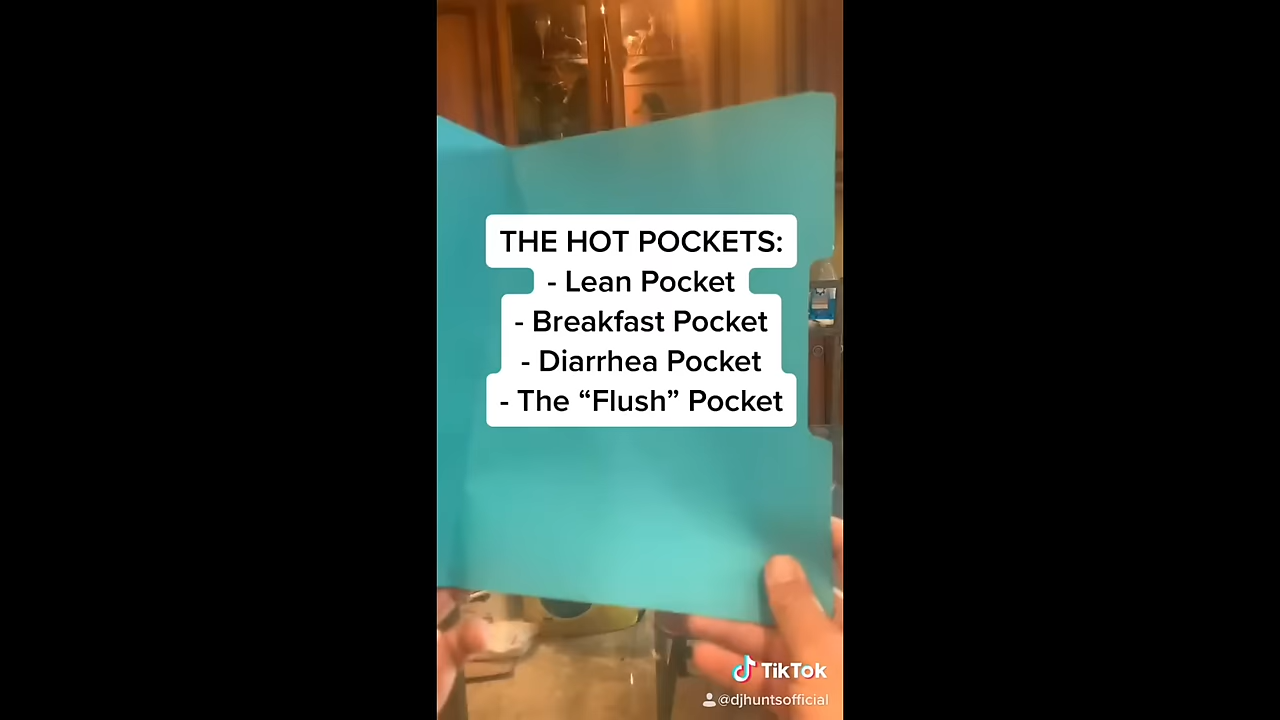 THE HOT POCKETS:
- Lean Pocket
- Breakfast Pocket
- Diarrhea Pocket
- The “Flush” Pocket
TikTok
@djhuntsofficial